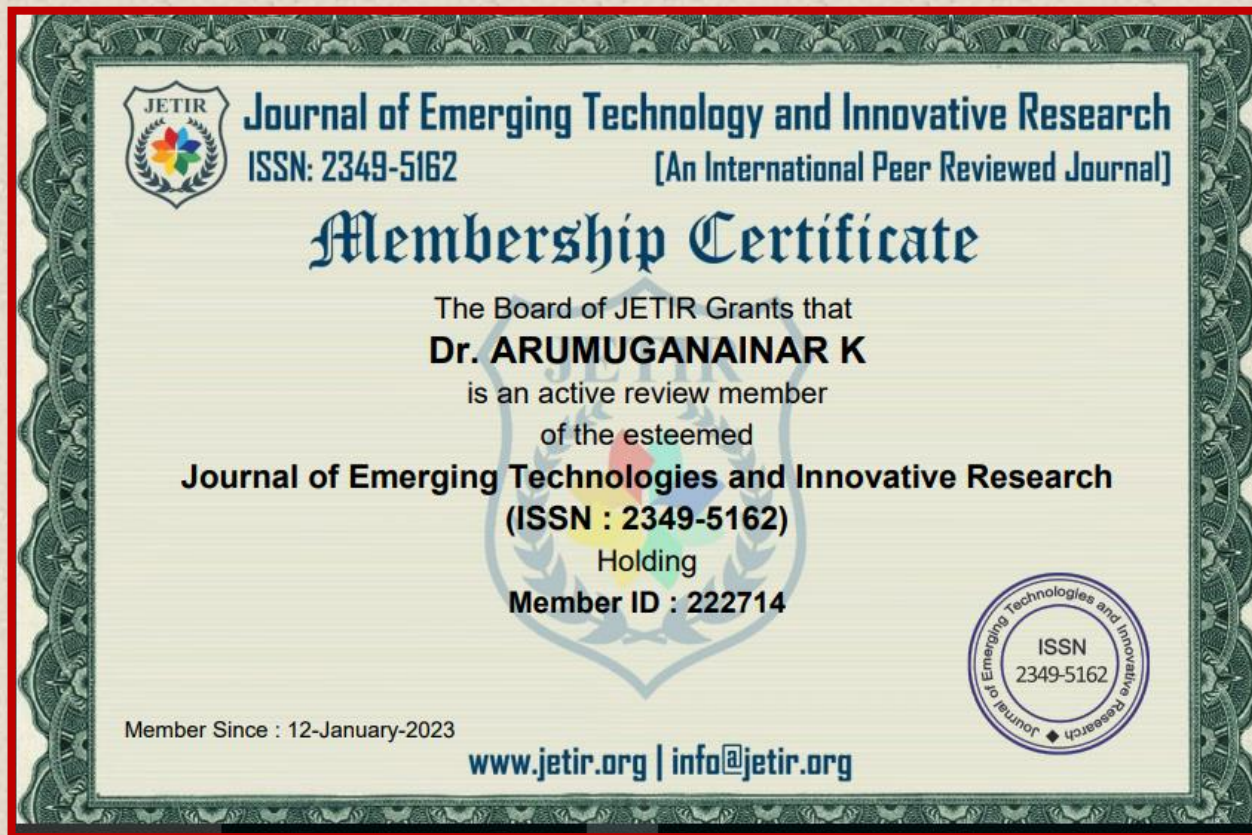 JETIR
Journal of Emerging Technology and Innovative Research
ISSN: 2349-5162 [An International Peer Reviewed Journal]
Membership Certificate
The Board of JETIR Grants that
Dr. ARUMUGANAINAR K
is an active review member
of the esteemed
Journal of Emerging Technologies and Innovative Research
(ISSN : 2349-5162)
Holding
Member ID : 222714
Journal of Emerging Technologies and Innovative Research
ISSN
2349-5162
Member Since : 12-January-2023
www.jetir.org | info@jetir.org
JETIR